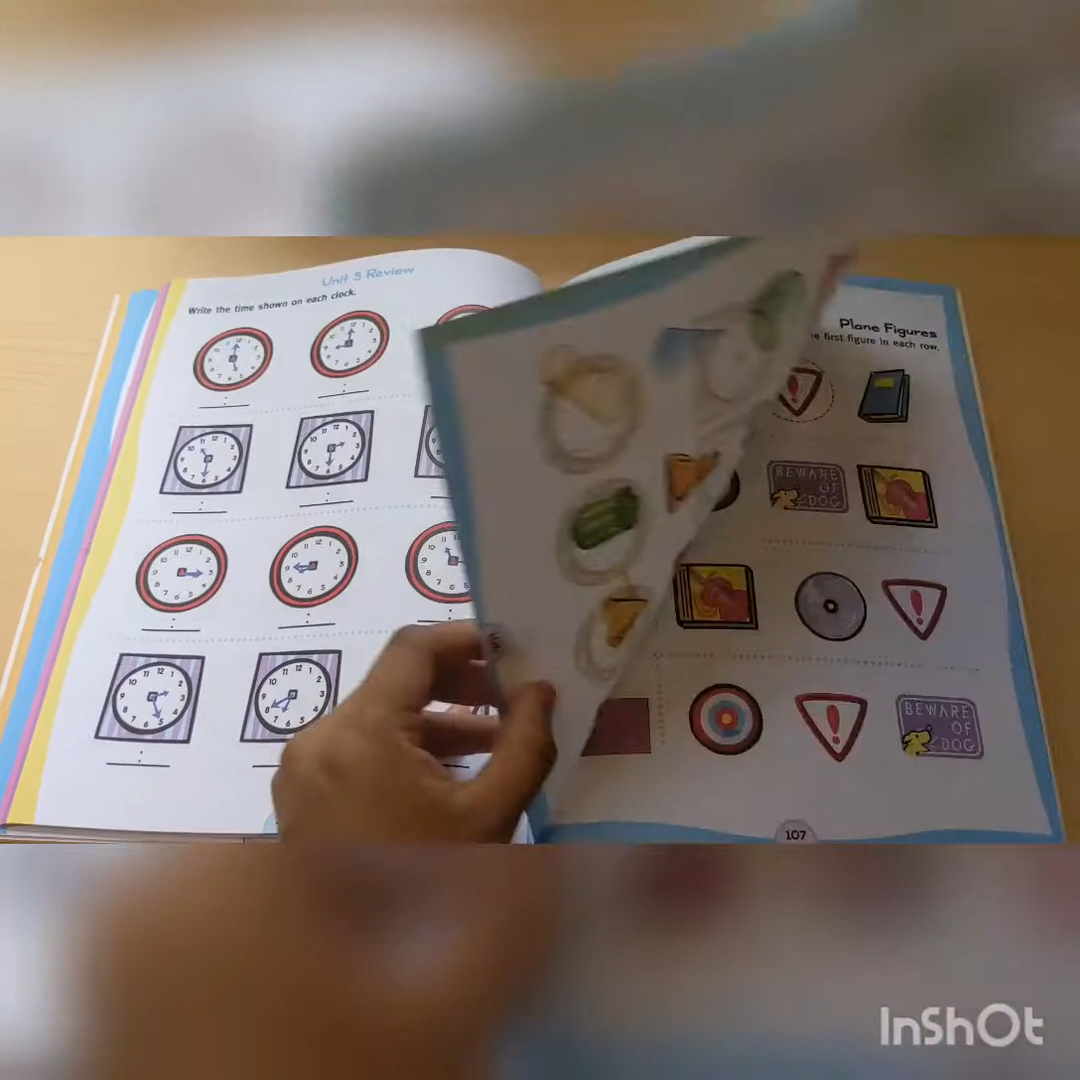 Unit 5 Review
Write the time shown on each clock.
Plane Figures
first figure in each row.
BEWARE
OF
DOG
BEWARE
OF
DOG
107
InShOt